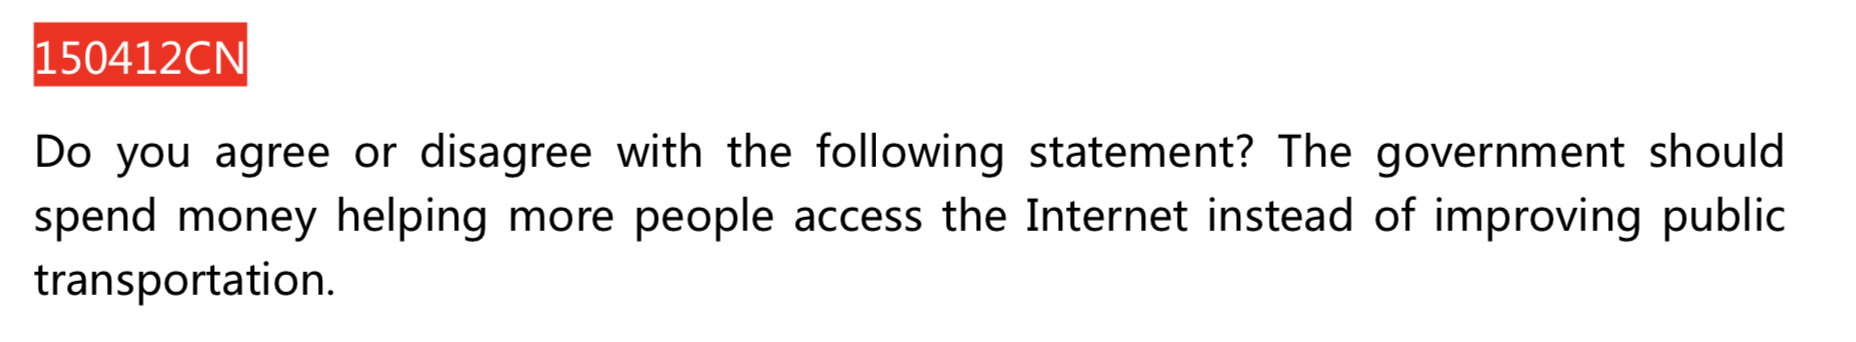 150412CN
Do you agree or disagree with the following statement? The government should
spend money helping more people access the Internet instead of improving public
transportation.